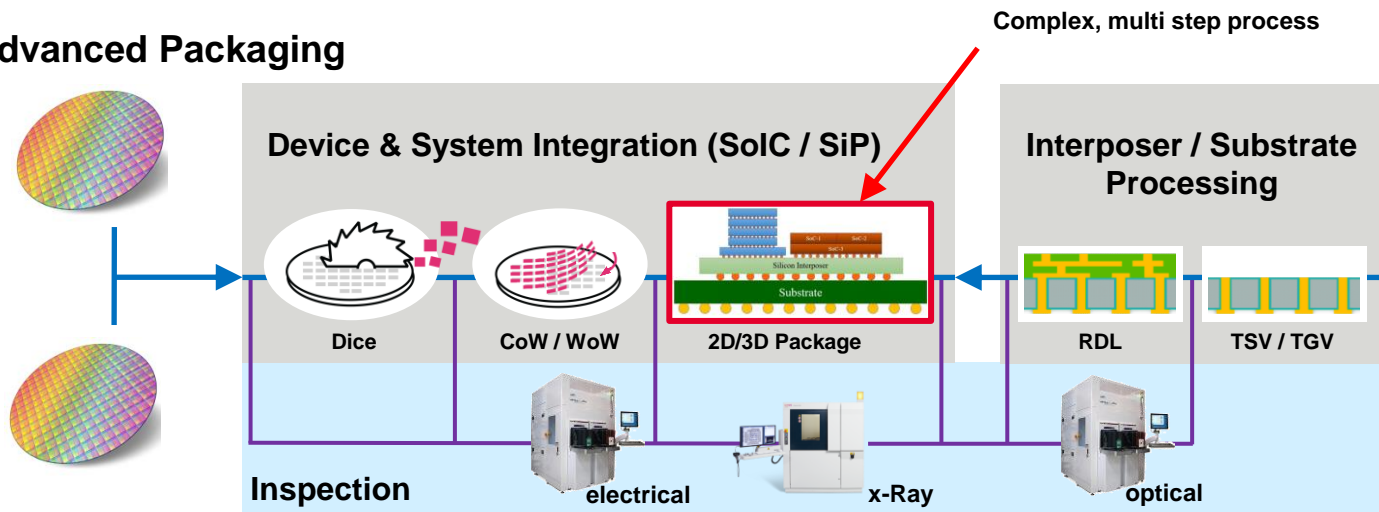 Complex, multi step process
dvanced Packaging
Device & System Integration (SoIC / SiP)
Interposer / Substrate
Processing
SoC-1
SoC-2
SoC-3
Silicon Interposer
Substrate
Dice
CoW / WoW
2D/3D Package
RDL
TSV / TGV
Inspection
electrical
x-Ray
optical